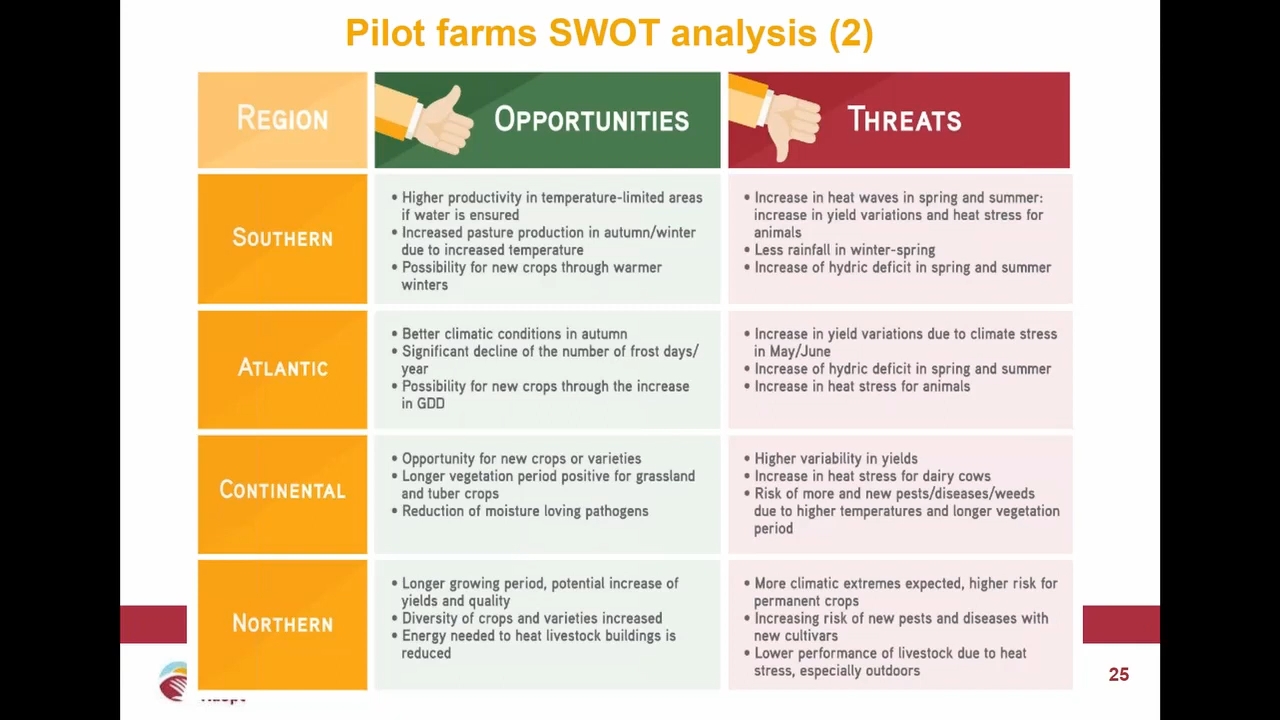 Pilot farms SWOT analysis (2)
REGION
OPPORTUNITIES
THREATS
SOUTHERN
• Higher productivity in temperature-limited areas
if water is ensured
• Increased pasture production in autumn/winter
due to increased temperature
• Possibility for new crops through warmer
winters
• Increase in heat waves in spring and summer:
increase in yield variations and heat stress for
animals
• Less rainfall in winter-spring
• Increase of hydric deficit in spring and summer
ATLANTIC
• Better climatic conditions in autumn
• Significant decline of the number of frost days/
year
• Possibility for new crops through the increase
in GDD
• Increase in yield variations due to climate stress
in May/June
• Increase of hydric deficit in spring and summer
• Increase in heat stress for animals
CONTINENTAL
• Opportunity for new crops or varieties
• Longer vegetation period positive for grassland
and tuber crops
• Reduction of moisture loving pathogens
• Higher variability in yields
• Increase in heat stress for dairy cows
• Risk of more and new pests/diseases/weeds
due to higher temperatures and longer vegetation
period
NORTHERN
• Longer growing period, potential increase of
yields and quality
• Diversity of crops and varieties increased
• Energy needed to heat livestock buildings is
reduced
• More climatic extremes expected, higher risk for
permanent crops
• Increasing risk of new pests and diseases with
new cultivars
• Lower performance of livestock due to heat
stress, especially outdoors
25